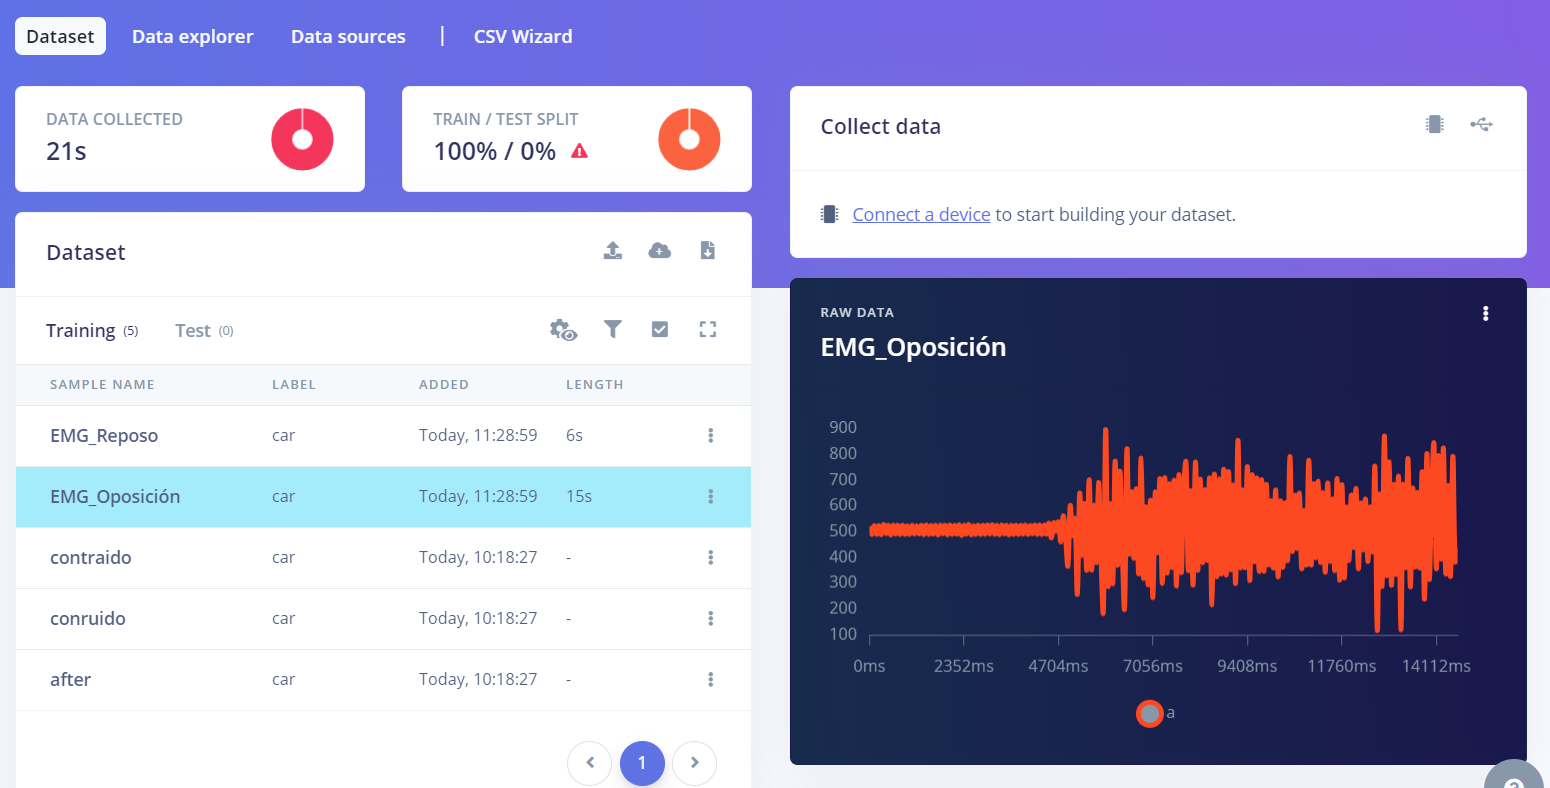 Dataset Data explorer Data sources | CSV Wizard
DATA COLLECTED
21s
TRAIN / TEST SPLIT
100% / 0%
Dataset
Training (5) Test (0)
SAMPLE NAME LABEL ADDED LENGTH
EMG_Reposo car Today, 11:28:59 6s
EMG_Oposición car Today, 11:28:59 15s
contraido car Today, 10:18:27 -
conruido car Today, 10:18:27 -
after car Today, 10:18:27 -
1
Collect data
Connect a device to start building your dataset.
RAW DATA
EMG_Oposición
900
800
700
600
500
400
300
200
100
0ms 2352ms 4704ms 7056ms 9408ms 11760ms 14112ms
a
?